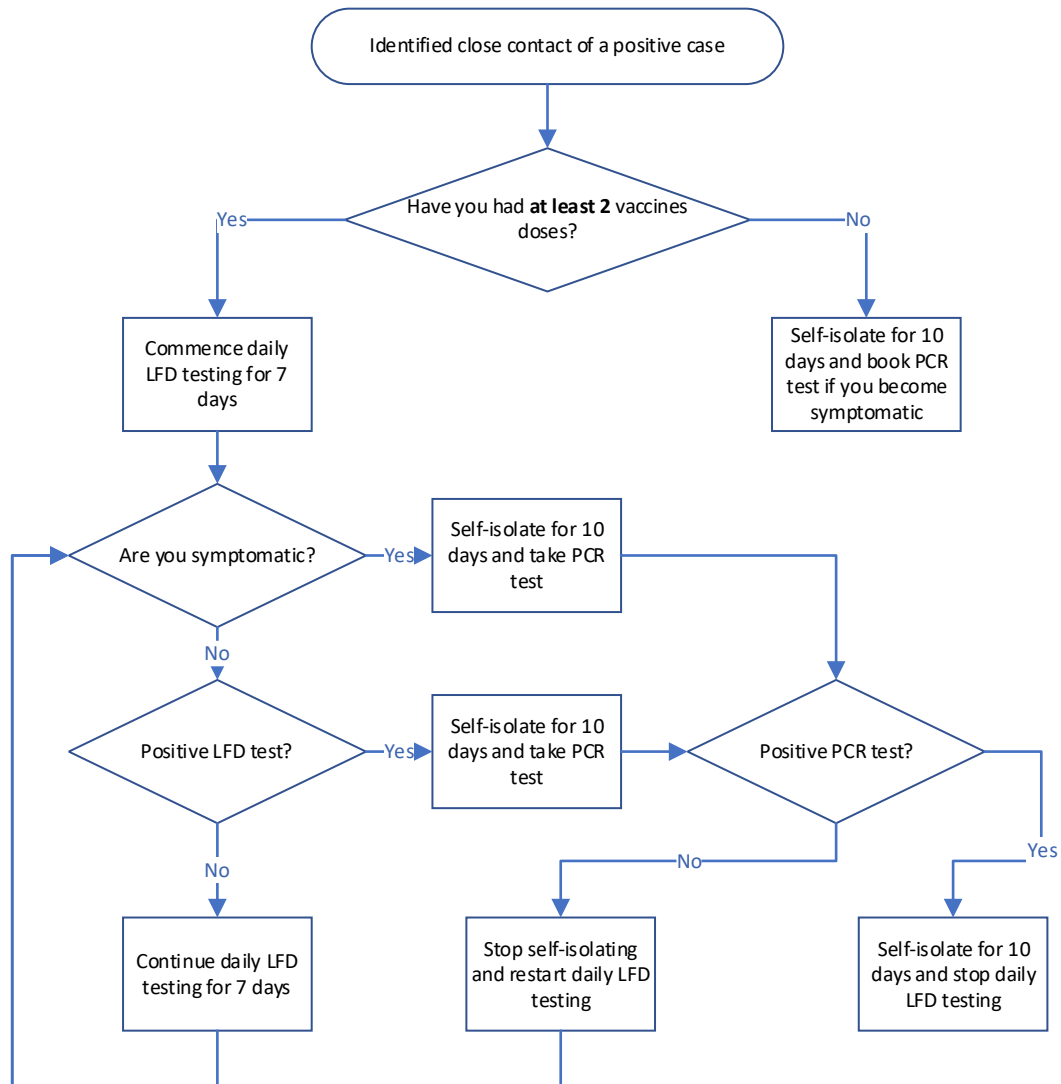 Identified close contact of a positive case
Have you had at least 2 vaccines
doses?
Yes
No
Commence daily
LFD testing for 7
days
Self-isolate for 10
days and book PCR
test if you become
symptomatic
Are you symptomatic?
Yes
Self-isolate for 10
days and take PCR
test
No
Positive LFD test?
Yes
Self-isolate for 10
days and take PCR
test
Positive PCR test?
No
No
Yes
Continue daily LFD
testing for 7 days
Stop self-isolating
and restart daily LFD
testing
Self-isolate for 10
days and stop daily
LFD testing